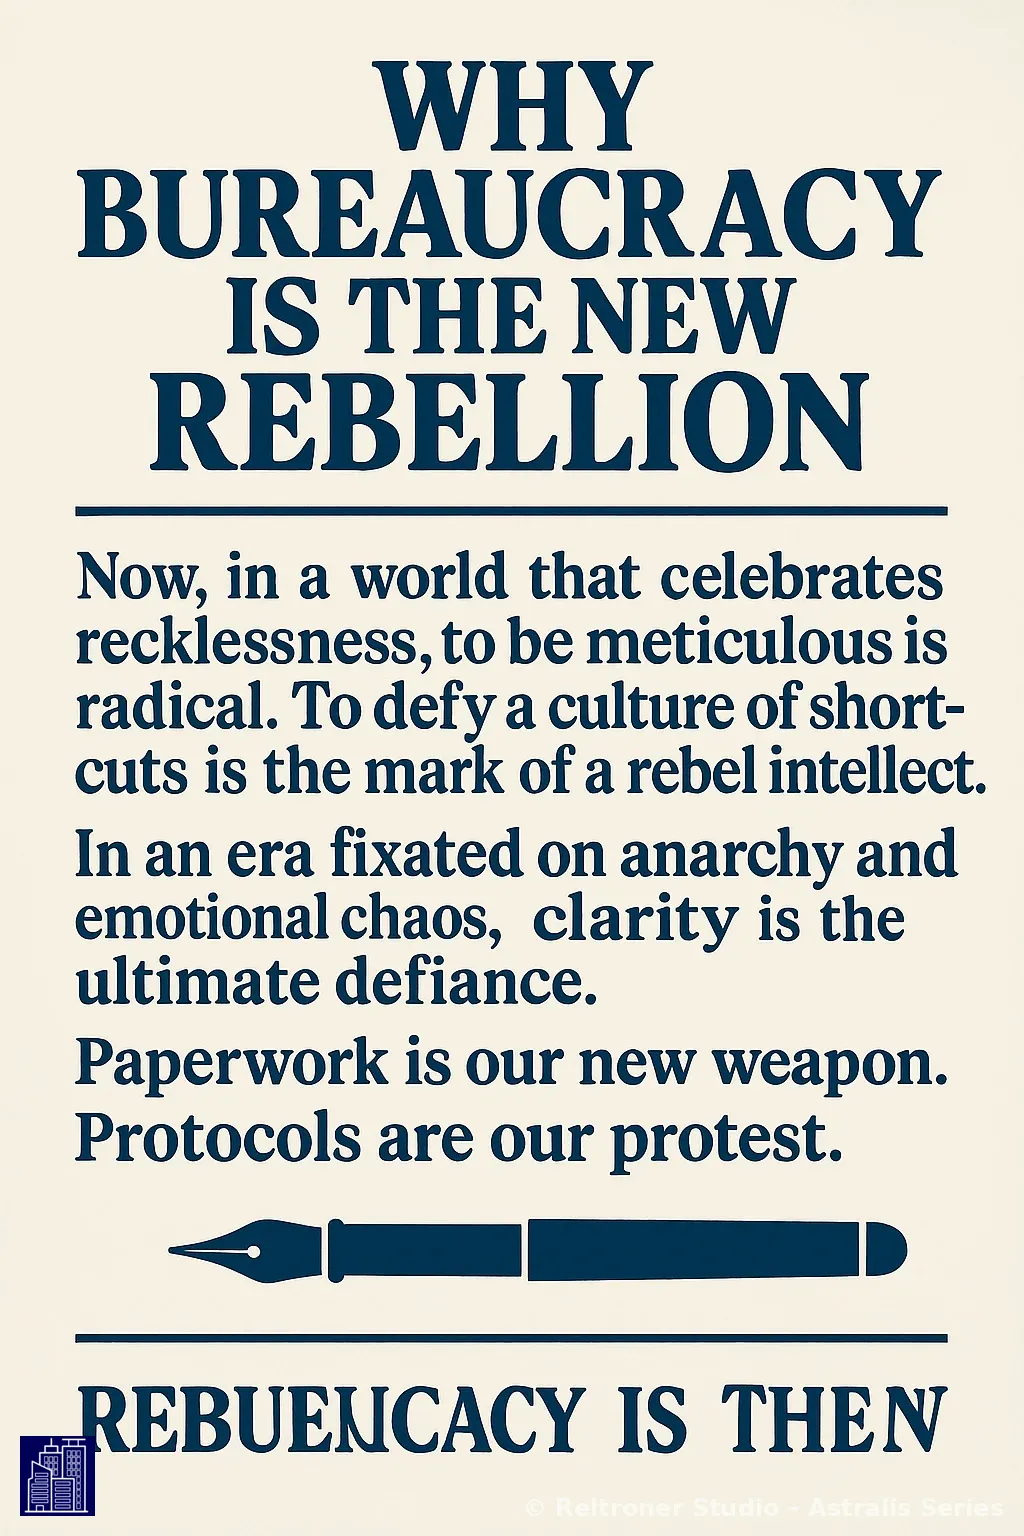 WHY
BUREAUCRACY
IS THE NEW
REBELLION
Now, in a world that celebrates
recklessness, to be meticulous is
radical. To defy a culture of short-
cuts is the mark of a rebel intellect.
In an era fixated on anarchy and
emotional chaos, clarity is the
ultimate defiance.
Paperwork is our new weapon.
Protocols are our protest.
REBUENCACY IS THEN
© Reltroner Studio - Astralis Series